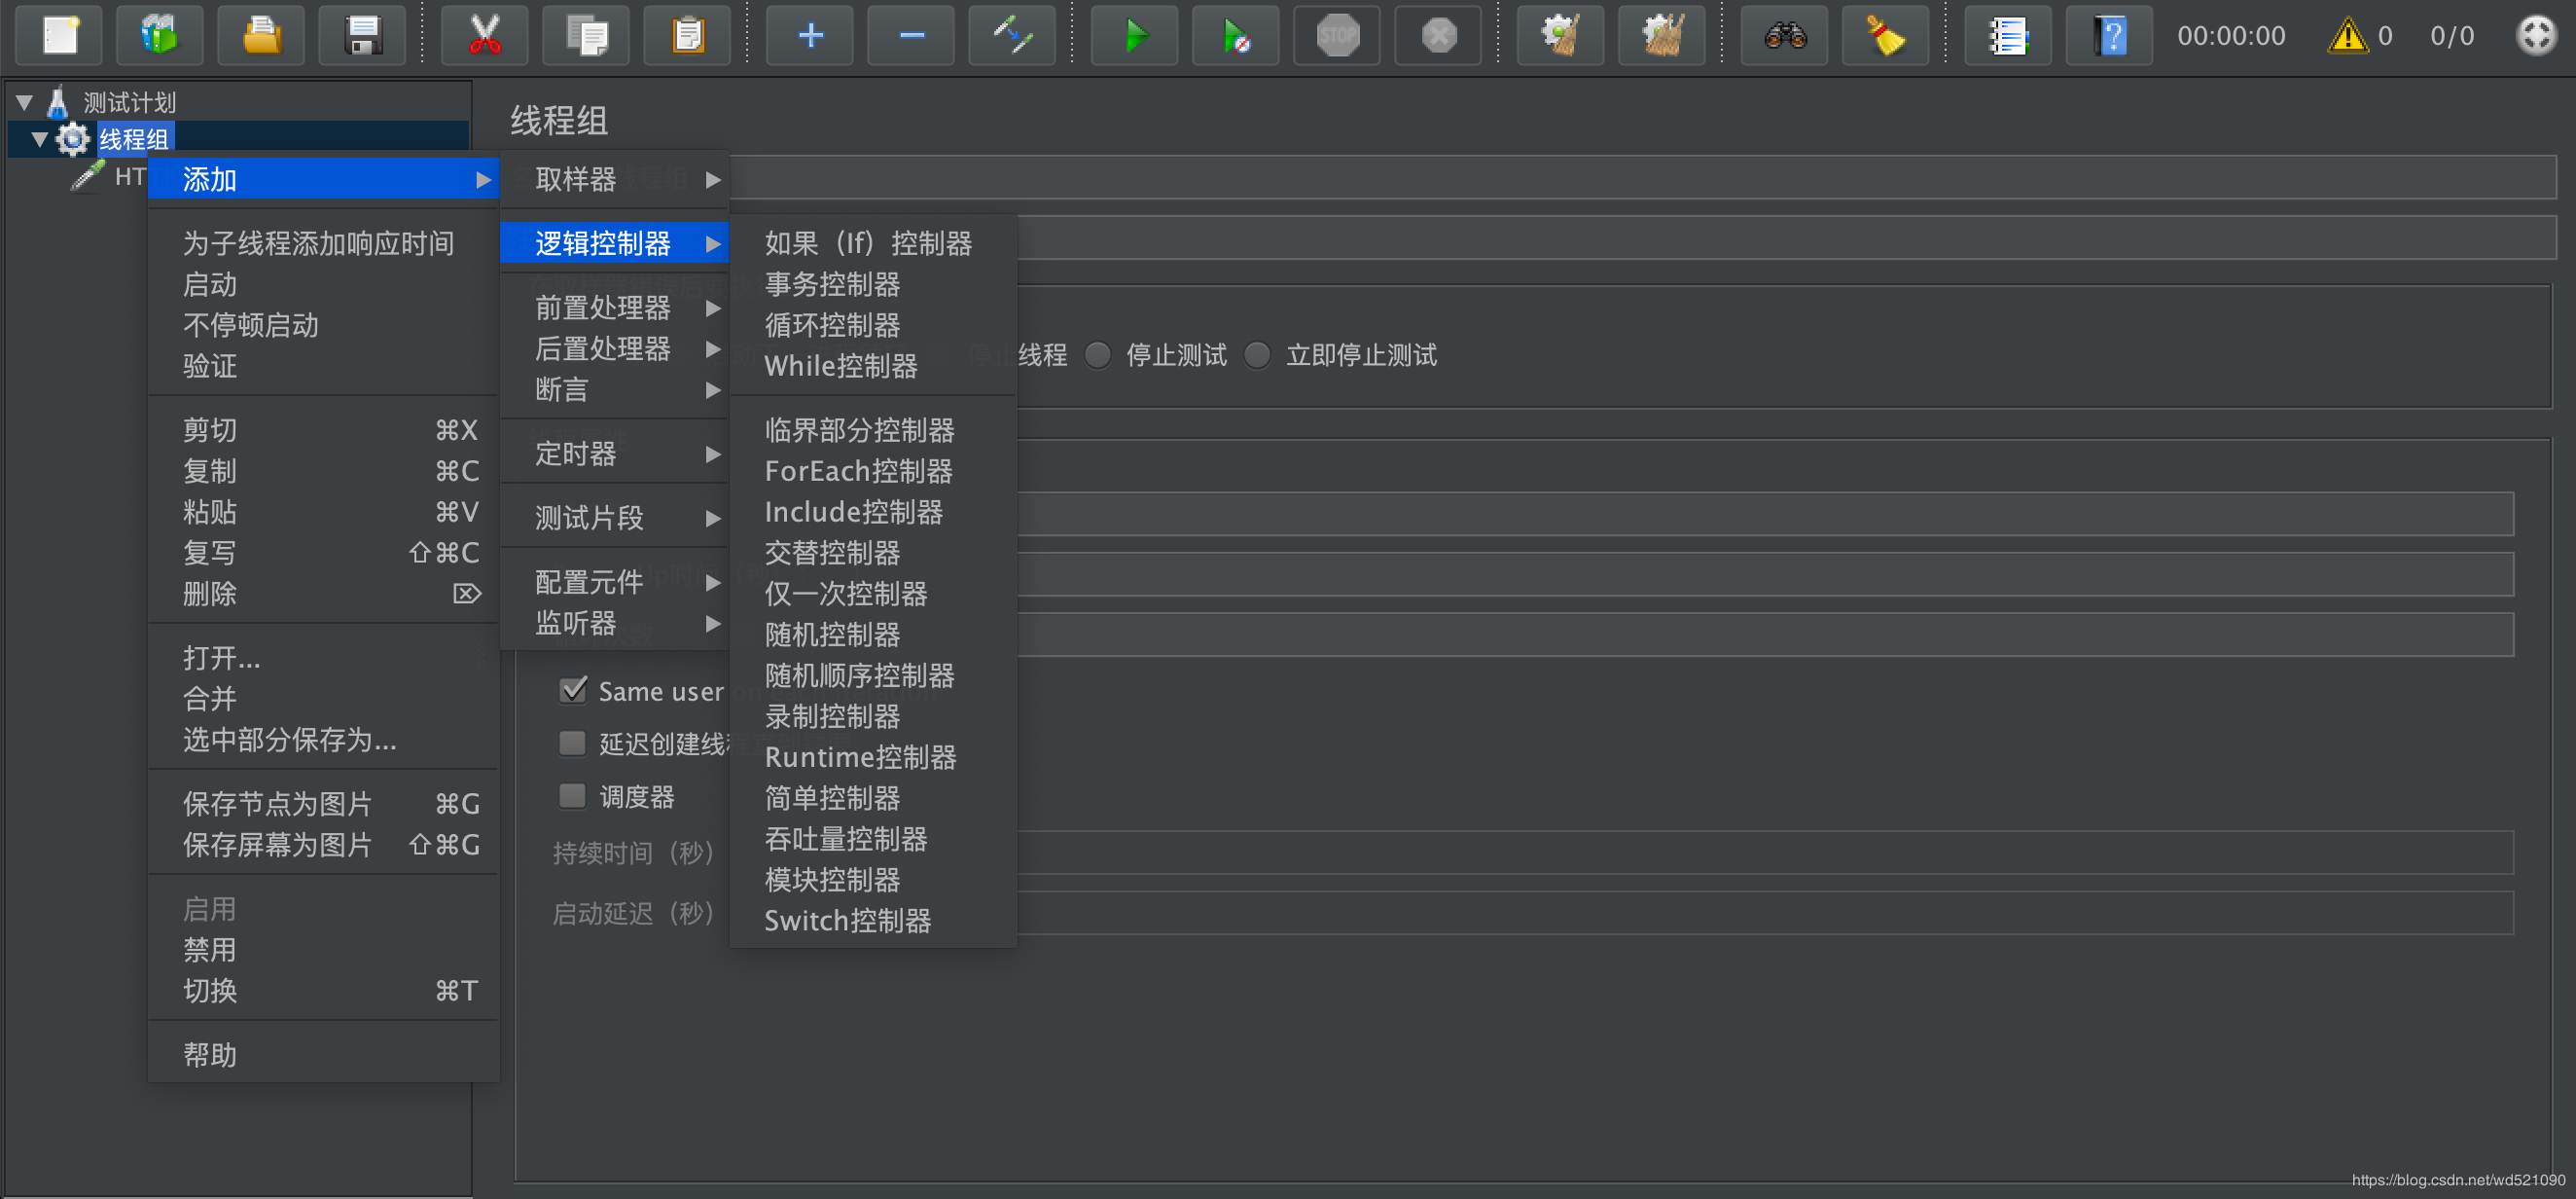 STOP
00:00:00
0
0/0
测试计划
线程组
HT
线程组
添加
为子线程添加响应时间
启动
不停顿启动
验证
剪切 ⌘X
复制 ⌘C
粘贴 ⌘V
复写 ⇧⌘C
删除 ⌦
打开...
合并
选中部分保存为...
保存节点为图片 ⌘G
保存屏幕为图片 ⇧⌘G
启用
禁用
切换 ⌘T
帮助
取样器
逻辑控制器
前置处理器
后置处理器
断言
定时器
测试片段
配置元件
监听器
如果（If）控制器
事务控制器
循环控制器
While控制器
临界部分控制器
ForEach控制器
Include控制器
交替控制器
仅一次控制器
随机控制器
随机顺序控制器
录制控制器
Runtime控制器
简单控制器
吞吐量控制器
模块控制器
Switch控制器
线程 停止测试 立即停止测试
Same user
延迟创建线
调度器
持续时间（秒）
启动延迟（秒）
https://blog.csdn.net/wd521090